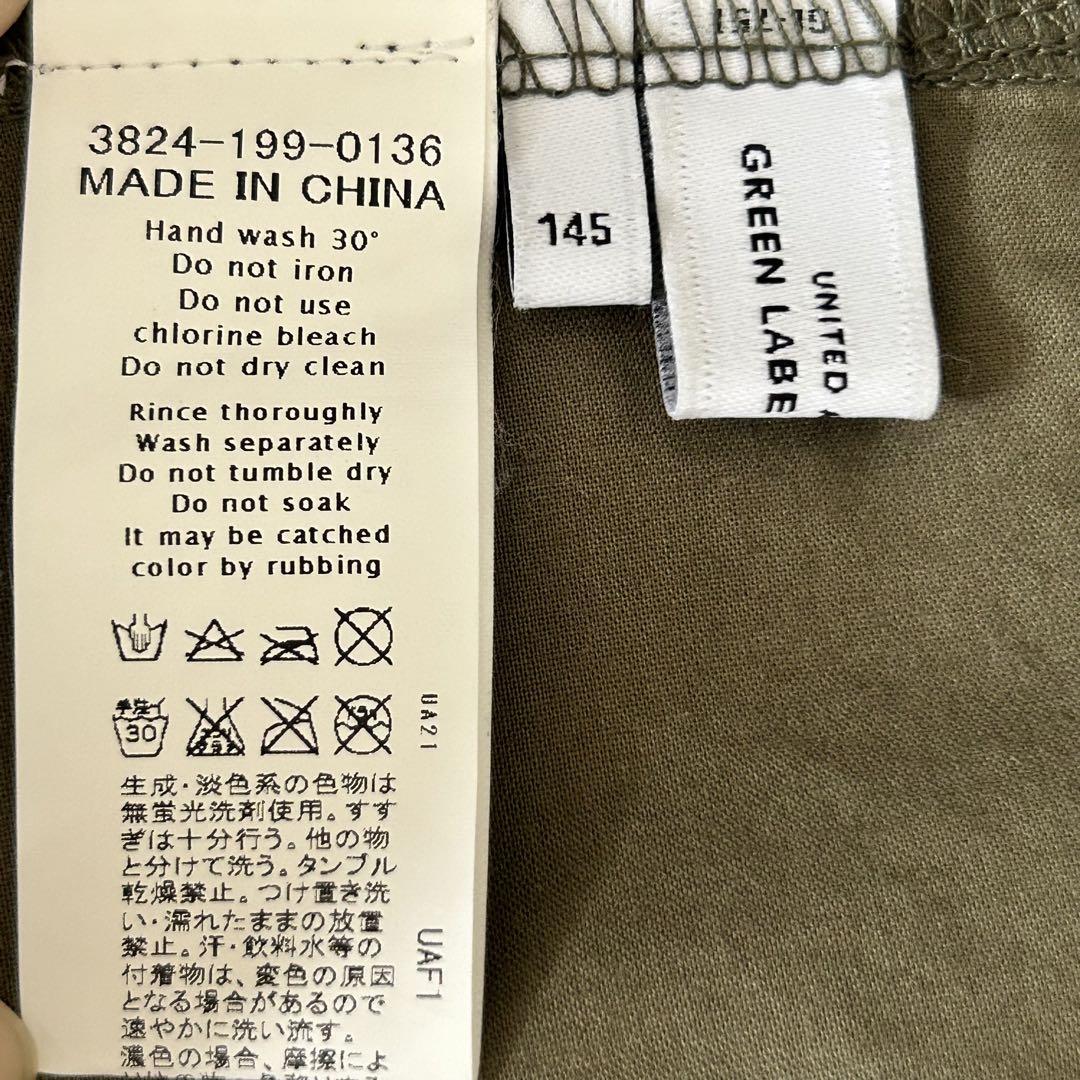 3824-199-0136
MADE IN CHINA
Hand wash 30°
Do not iron
Do not use
chlorine bleach
Do not dry clean
Rince thoroughly
Wash separately
Do not tumble dry
Do not soak
It may be catched
color by rubbing
手洗イ
30
UA21
生成・淡色系の色物は
無蛍光洗剤使用。すす
ぎは十分行う。他の物
と分けて洗う。タンブル
乾燥禁止。つけ置き洗
い・濡れたままの放置
禁止。汗・飲料水等の
付着物は、変色の原因
となる場合があるので
速やかに洗い流す。
濃色の場合、摩擦によ
UAF1
145
UNITED
GREEN LABE